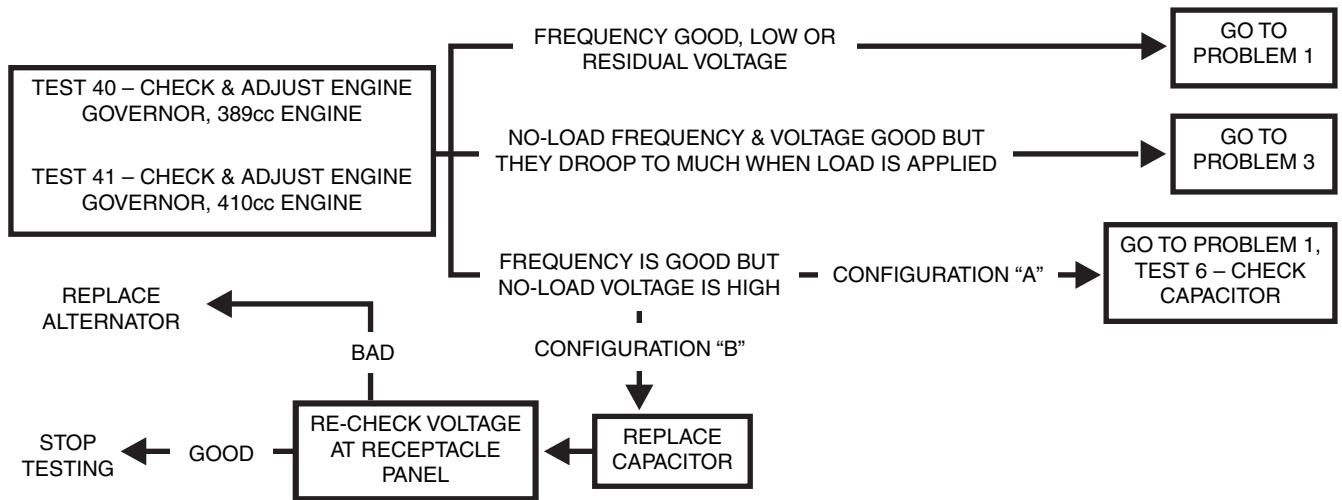 TEST 40 – CHECK & ADJUST ENGINE
GOVERNOR, 389cc ENGINE
TEST 41 – CHECK & ADJUST ENGINE
GOVERNOR, 410cc ENGINE
FREQUENCY GOOD, LOW OR
RESIDUAL VOLTAGE
GO TO
PROBLEM 1
NO-LOAD FREQUENCY & VOLTAGE GOOD BUT
THEY DROOP TO MUCH WHEN LOAD IS APPLIED
GO TO
PROBLEM 3
FREQUENCY IS GOOD BUT
NO-LOAD VOLTAGE IS HIGH
CONFIGURATION “A”
GO TO PROBLEM 1,
TEST 6 – CHECK
CAPACITOR
CONFIGURATION “B”
REPLACE
CAPACITOR
RE-CHECK VOLTAGE
AT RECEPTACLE
PANEL
BAD
REPLACE
ALTERNATOR
GOOD
STOP
TESTING